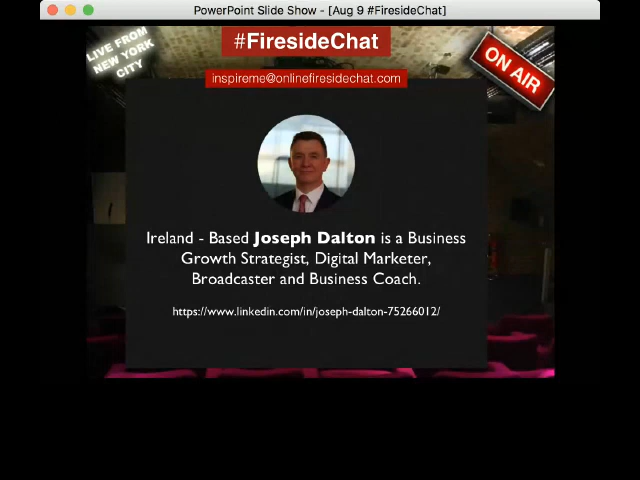 PowerPoint Slide Show - [Aug 9 #FiresideChat]
#FiresideChat
LIVE FROM
NEW YORK
CITY
ON AIR
inspireme@onlinefiresidechat.com
Ireland - Based Joseph Dalton is a Business
Growth Strategist, Digital Marketer,
Broadcaster and Business Coach.
https://www.linkedin.com/in/joseph-dalton-75266012/